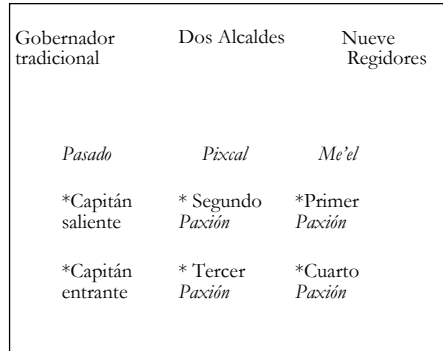 Gobernador tradicional
Dos Alcaldes
Nueve Regidores
Pasado
Pixcal
Me’el
*Capitán saliente
* Segundo Paxión
*Primer Paxión
*Capitán entrante
* Tercer Paxión
*Cuarto Paxión